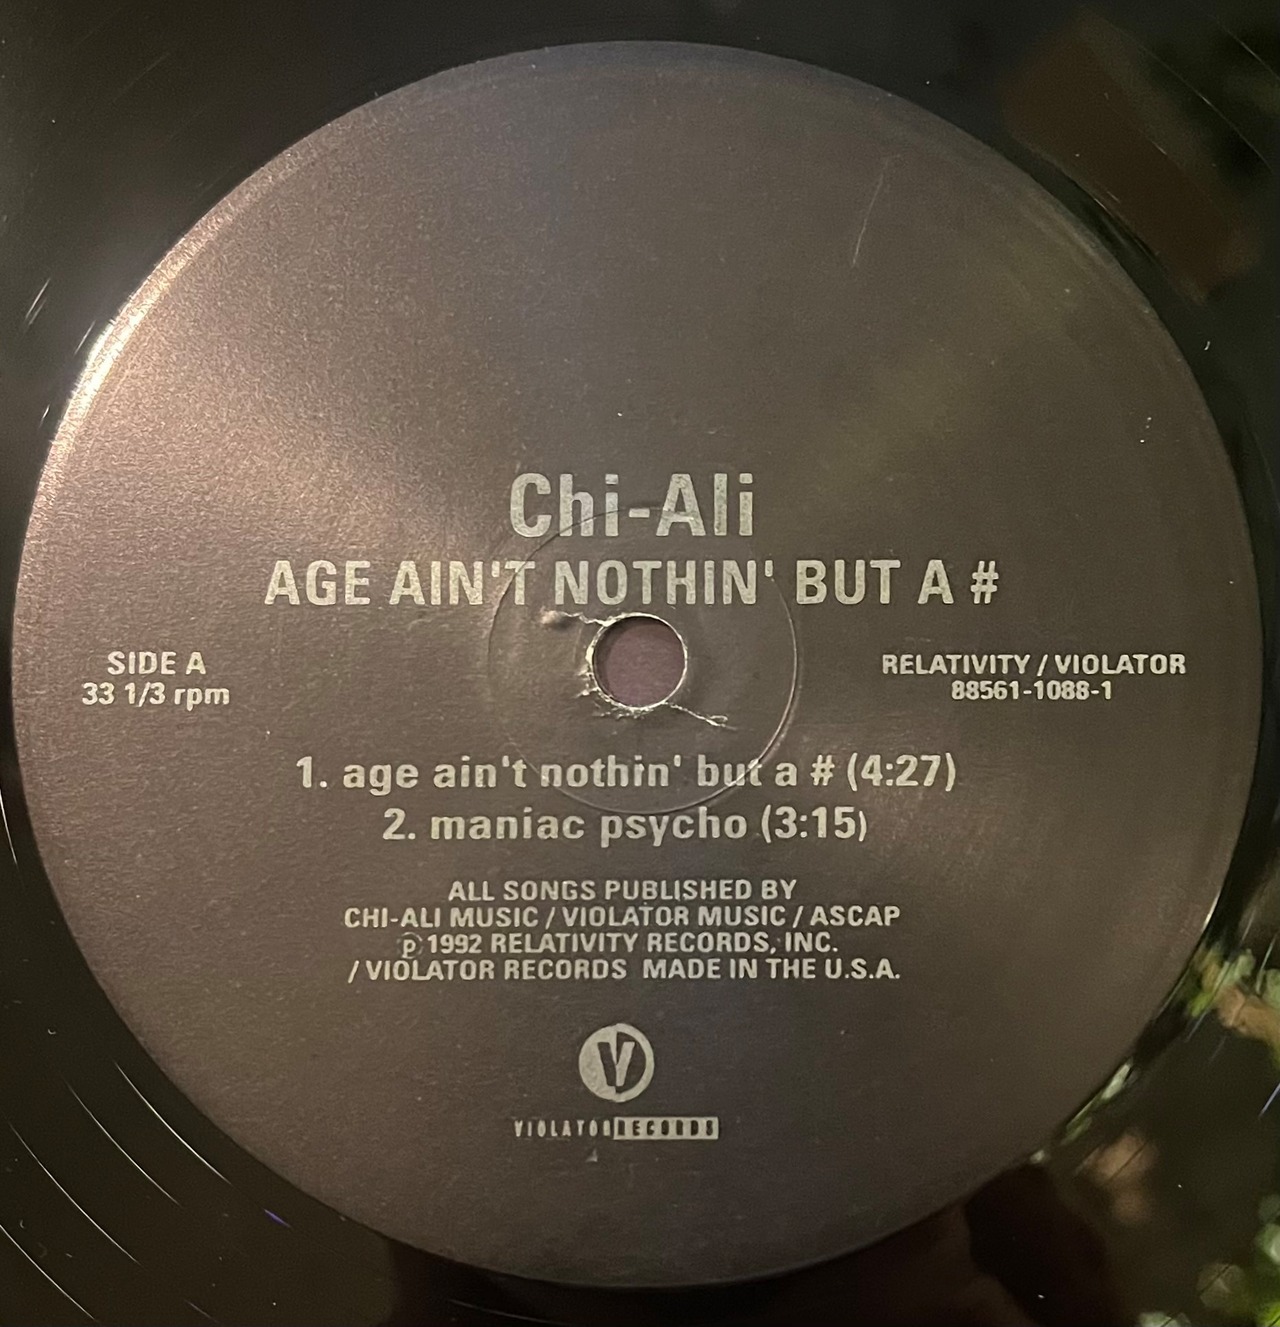 Chi-Ali
AGE AIN'T NOTHIN' BUT A #
SIDE A
33 1/3 rpm
RELATIVITY / VIOLATOR
88561-1088-1
1. age ain't nothin' but a # (4:27)
2. maniac psycho (3:15)
ALL SONGS PUBLISHED BY
CHI-ALI MUSIC / VIOLATOR MUSIC / ASCAP
℗ 1992 RELATIVITY RECORDS, INC.
/ VIOLATOR RECORDS MADE IN THE U.S.A.
V
VIOLATOR RECORDS